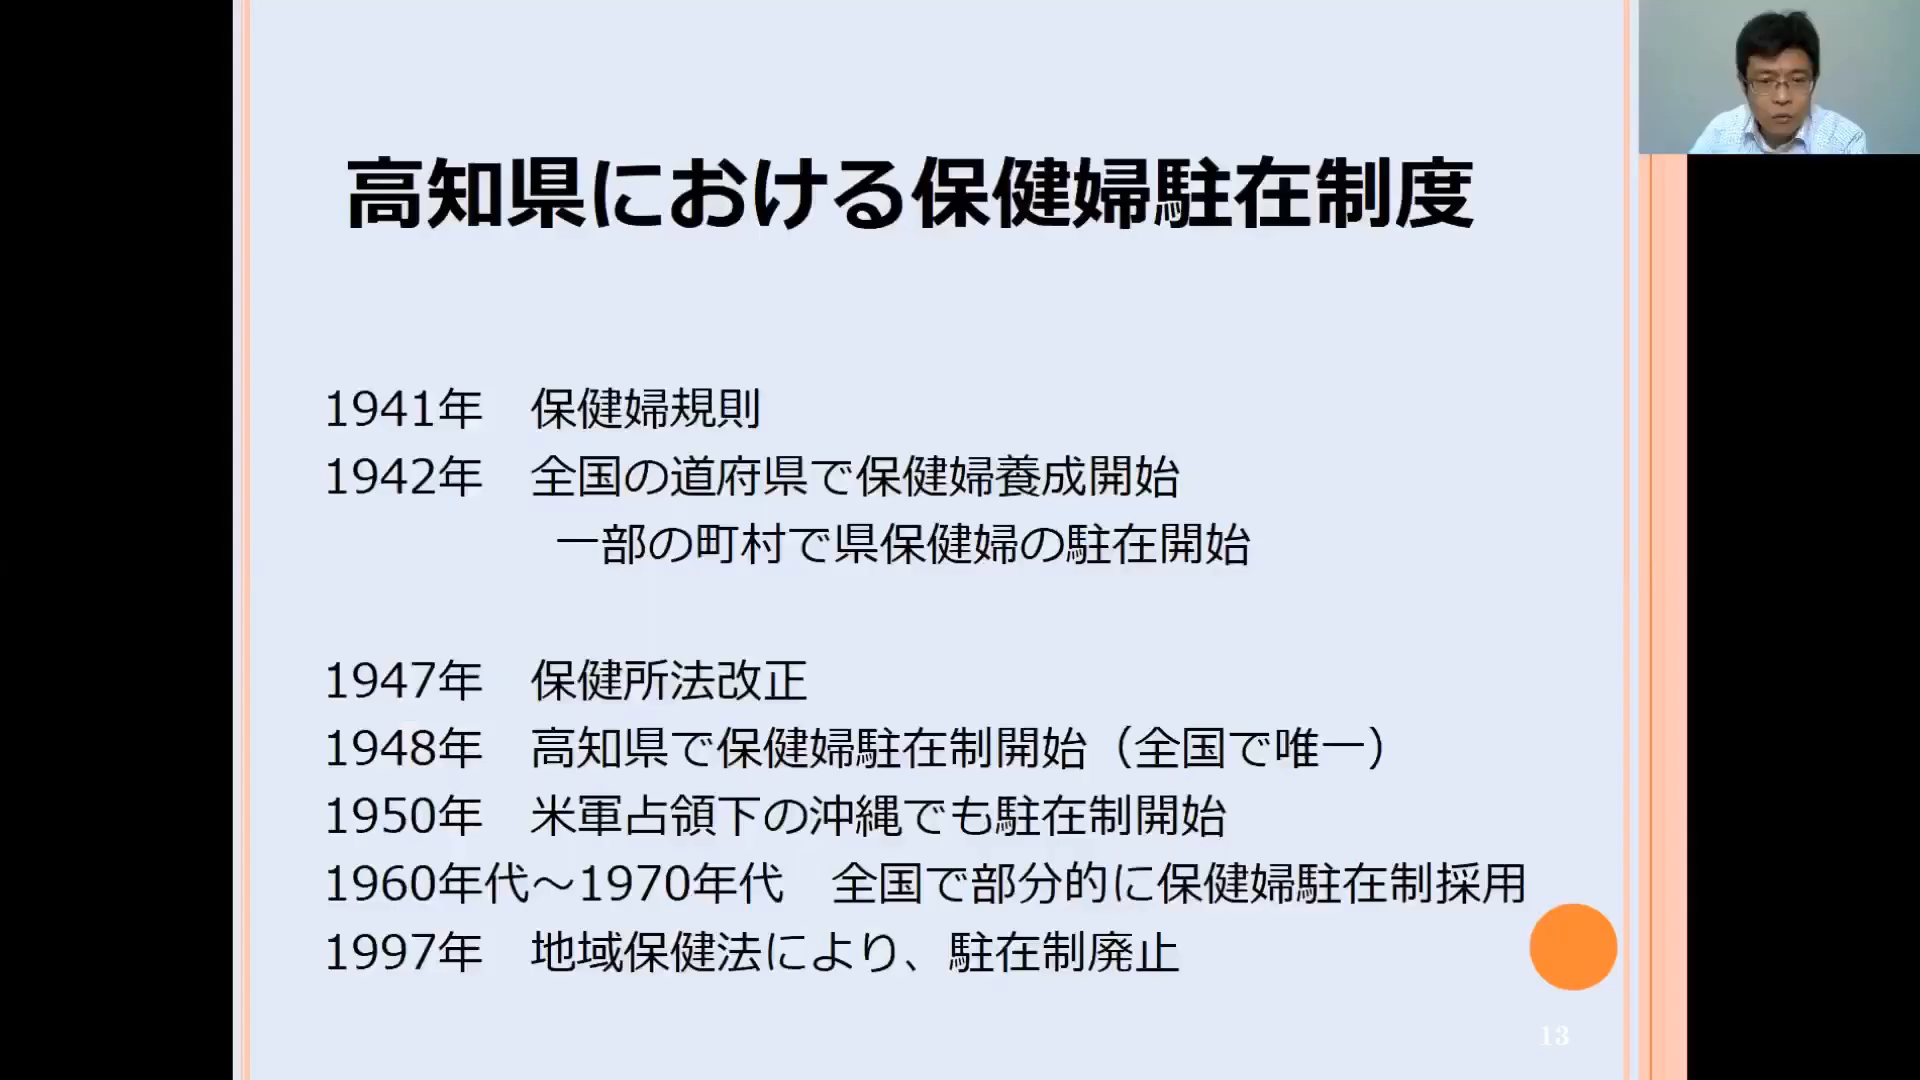 高知県における保健婦駐在制度
1941年　保健婦規則
1942年　全国の道府県で保健婦養成開始
一部の町村で県保健婦の駐在開始
1947年　保健所法改正
1948年　高知県で保健婦駐在制開始（全国で唯一）
1950年　米軍占領下の沖縄でも駐在制開始
1960年代～1970年代　全国で部分的に保健婦駐在制採用
1997年　地域保健法により、駐在制廃止
13